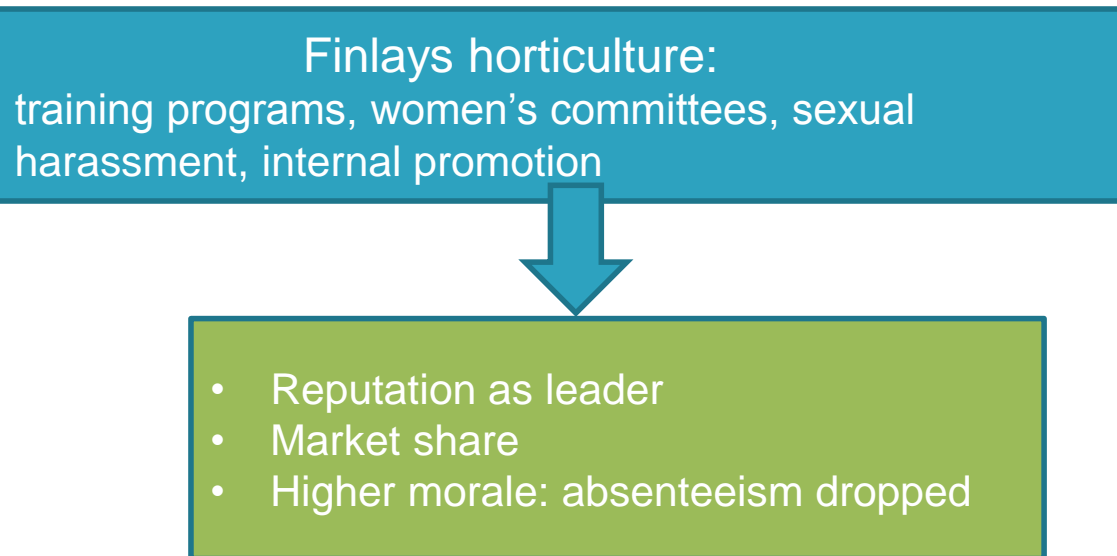 Finlays horticulture:
training programs, women’s committees, sexual
harassment, internal promotion
• Reputation as leader
• Market share
• Higher morale: absenteeism dropped